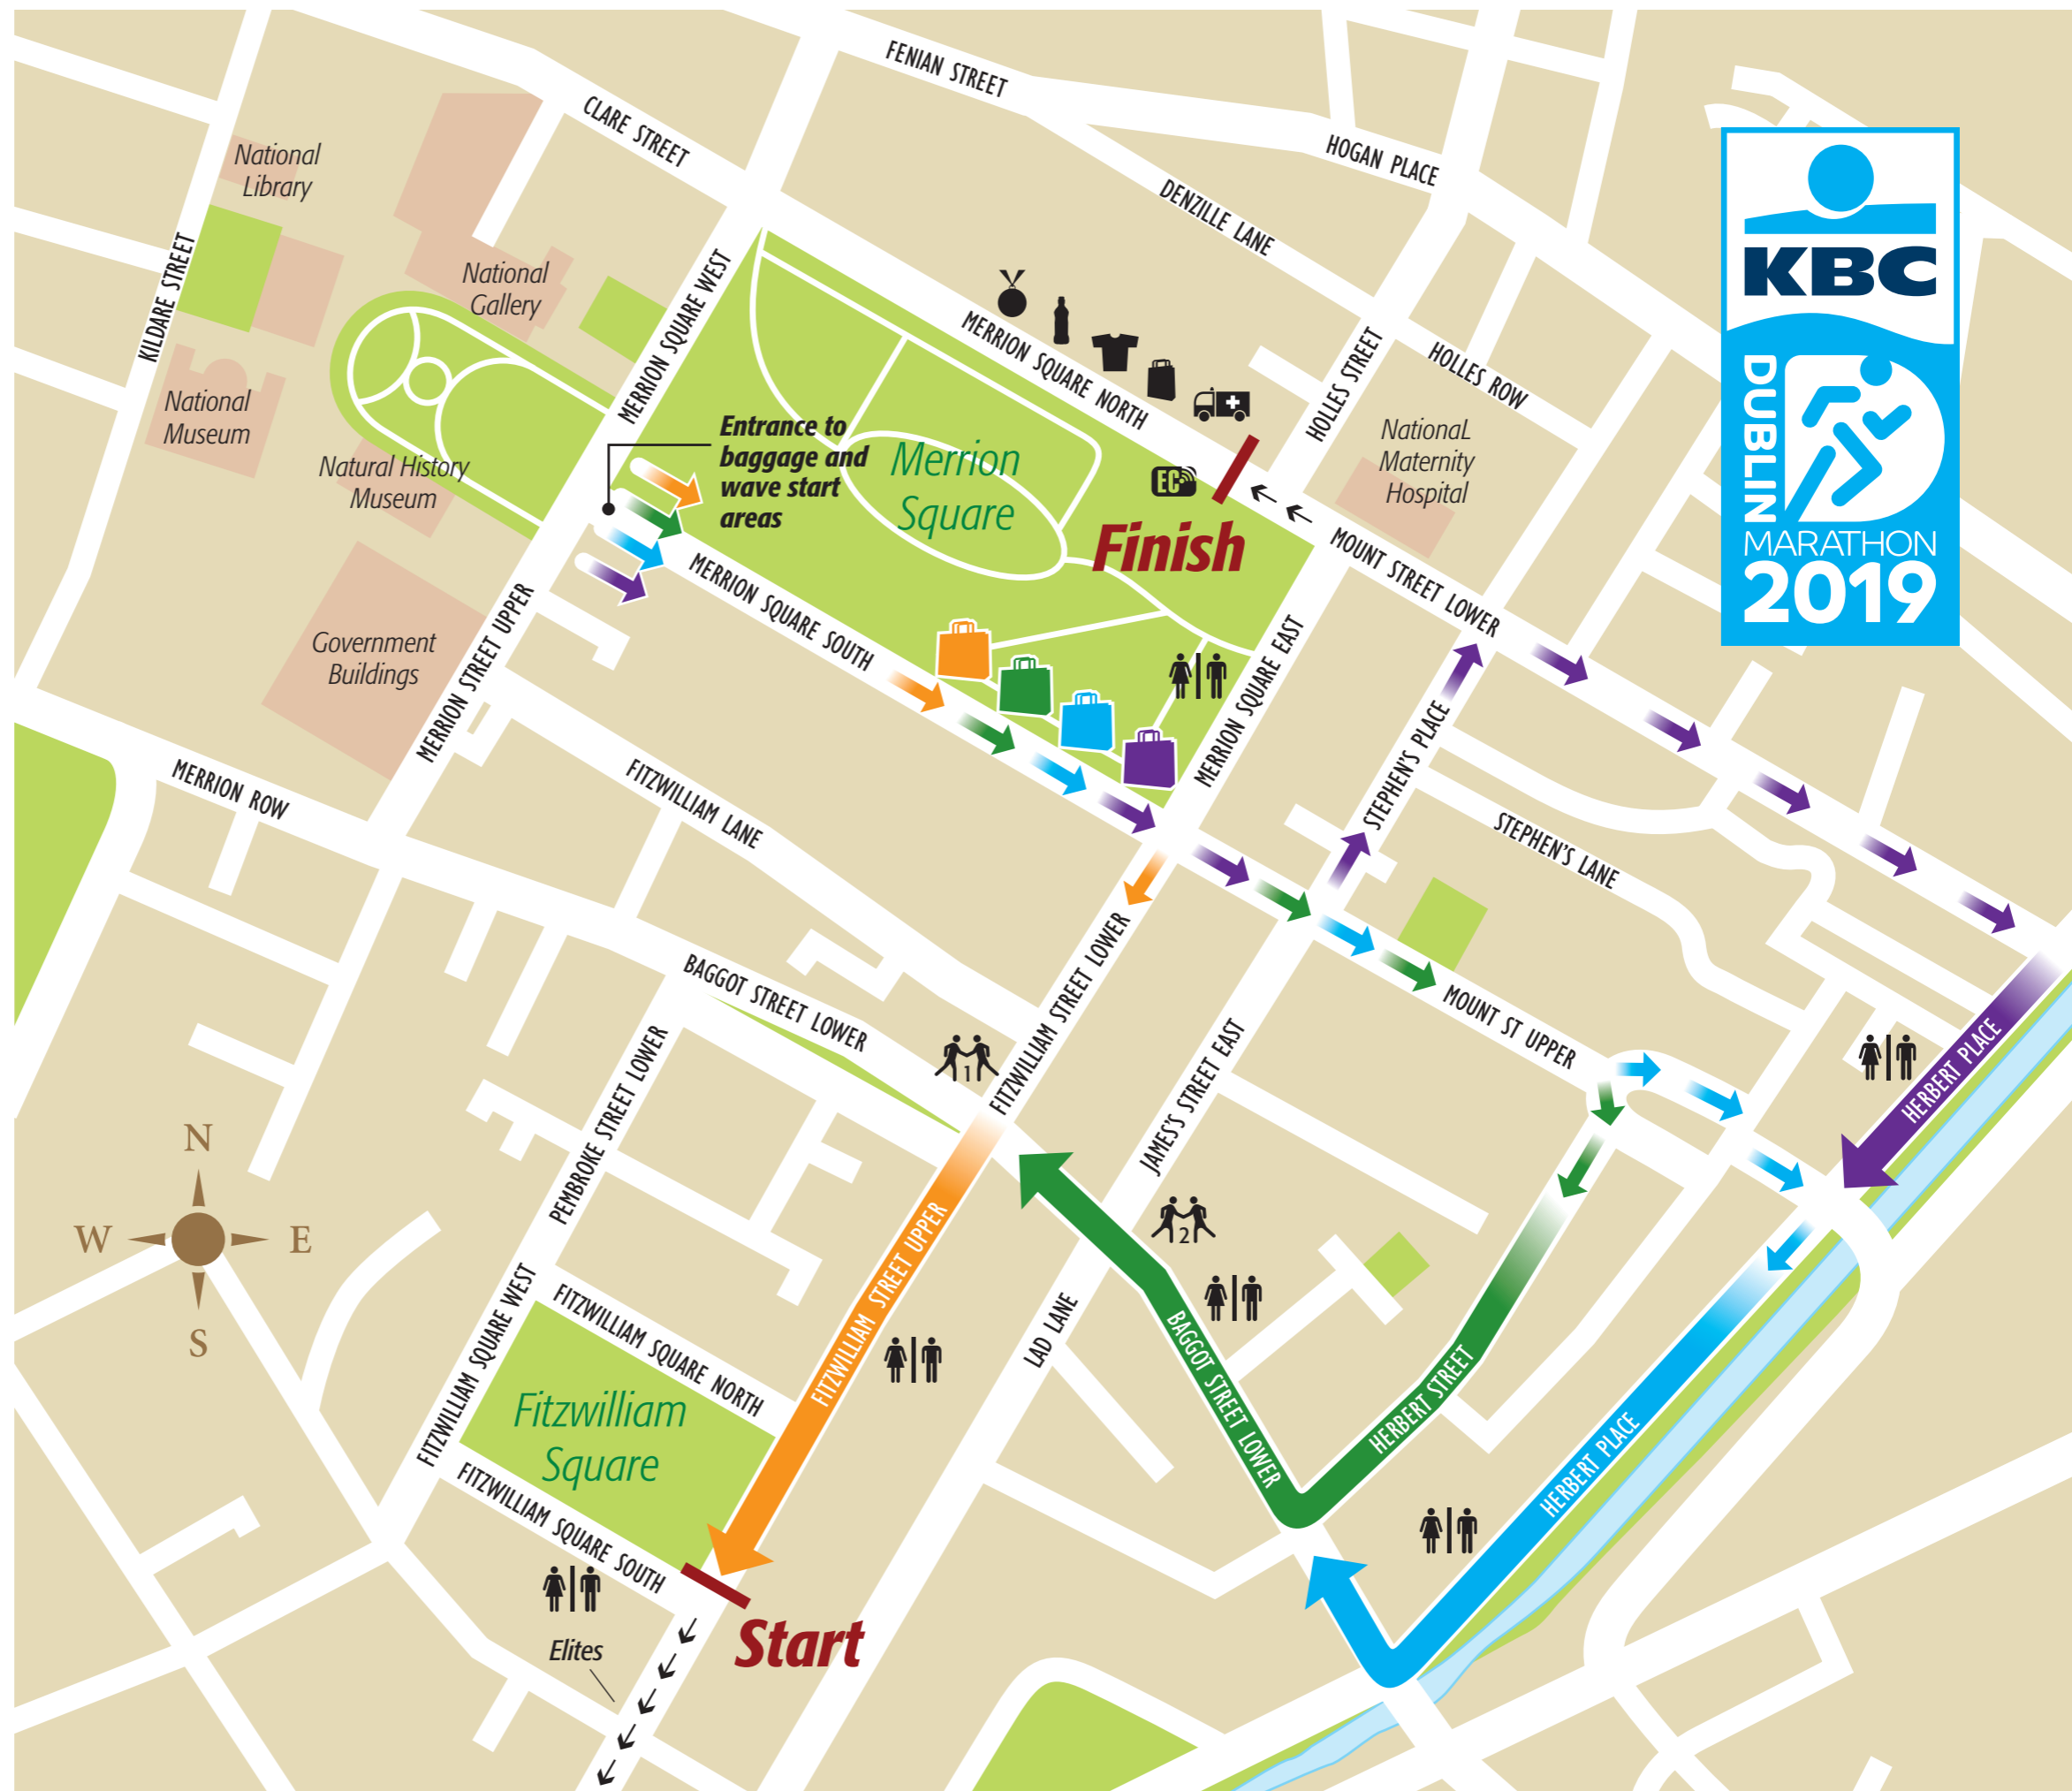 FENIAN STREET
CLARE STREET
HOGAN PLACE
National
Library
DENZILLE LANE
KBC
DUBLIN
MARATHON
2019
KILDARE STREET
National
Gallery
MERRION SQUARE WEST
MERRION SQUARE NORTH
HOLLES STREET
HOLLES ROW
National
Museum
Natural History
Museum
Entrance to
baggage and
wave start
areas
Merrion
Square
EC
Finish
NationaL
Maternity
Hospital
MOUNT STREET LOWER
MERRION SQUARE SOUTH
Government
Buildings
MERRION STREET UPPER
MERRION SQUARE EAST
STEPHEN'S PLACE
MERRION ROW
FITZWILLIAM LANE
STEPHEN'S LANE
BAGGOT STREET LOWER
FITZWILLIAM STREET LOWER
MOUNT ST UPPER
1
PEMBROKE STREET LOWER
JAMES'S STREET EAST
HERBERT PLACE
N
W
E
S
2
FITZWILLIAM STREET UPPER
FITZWILLIAM SQUARE WEST
FITZWILLIAM SQUARE NORTH
LAD LANE
BAGGOT STREET LOWER
HERBERT STREET
HERBERT PLACE
Fitzwilliam
Square
FITZWILLIAM SQUARE SOUTH
Start
Elites